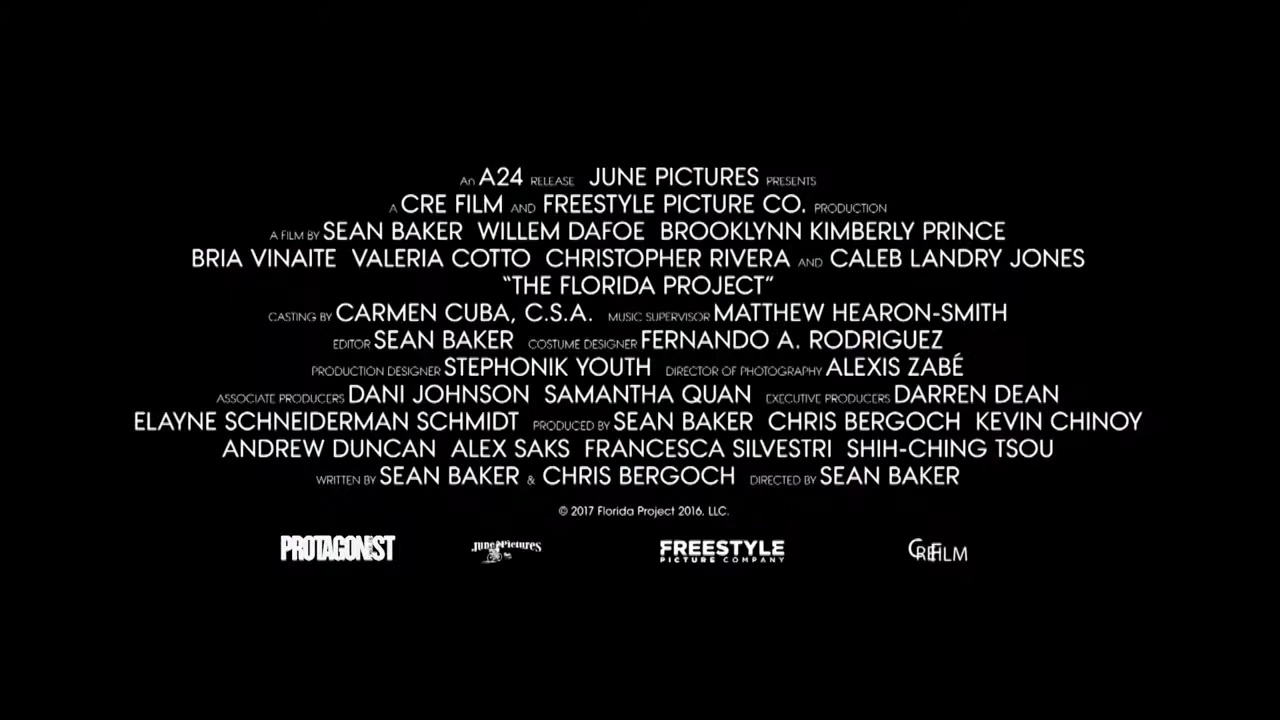 An A24 RELEASE JUNE PICTURES PRESENTS
A CRE FILM AND FREESTYLE PICTURE CO. PRODUCTION
A FILM BY SEAN BAKER WILLEM DAFOE BROOKLYNN KIMBERLY PRINCE
BRIA VINAITE VALERIA COTTO CHRISTOPHER RIVERA AND CALEB LANDRY JONES
"THE FLORIDA PROJECT"
CASTING BY CARMEN CUBA, C.S.A. MUSIC SUPERVISOR MATTHEW HEARON-SMITH
EDITOR SEAN BAKER COSTUME DESIGNER FERNANDO A. RODRIGUEZ
PRODUCTION DESIGNER STEPHONIK YOUTH DIRECTOR OF PHOTOGRAPHY ALEXIS ZABÉ
ASSOCIATE PRODUCERS DANI JOHNSON SAMANTHA QUAN EXECUTIVE PRODUCERS DARREN DEAN
ELAYNE SCHNEIDERMAN SCHMIDT PRODUCED BY SEAN BAKER CHRIS BERGOCH KEVIN CHINOY
ANDREW DUNCAN ALEX SAKS FRANCESCA SILVESTRI SHIH-CHING TSOU
WRITTEN BY SEAN BAKER & CHRIS BERGOCH DIRECTED BY SEAN BAKER
© 2017 Florida Project 2016, LLC.
PROTAGONIST June Pictures FREESTYLE PICTURE COMPANY CRE FILM